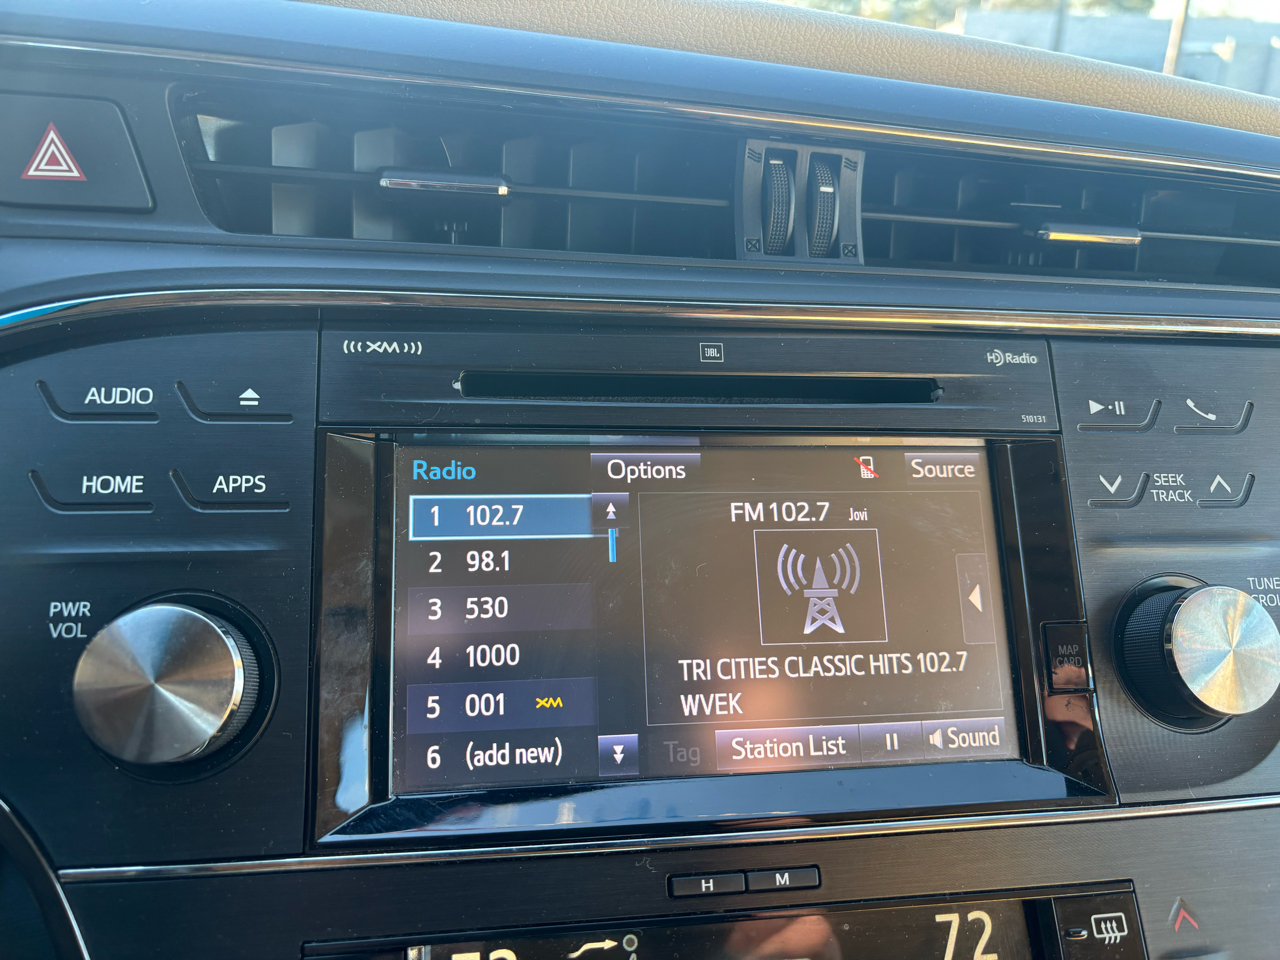 ((( XM )))
JBL
HD Radio
510131
AUDIO
HOME
APPS
PWR
VOL
Radio
Options
Source
1 102.7
2 98.1
3 530
4 1000
5 001 XM
6 (add new)
FM 102.7 Jovi
TRI CITIES CLASSIC HITS 102.7
WVEK
Tag
Station List
Sound
SEEK
TRACK
TUNE
MAP
CARD
H
M
72